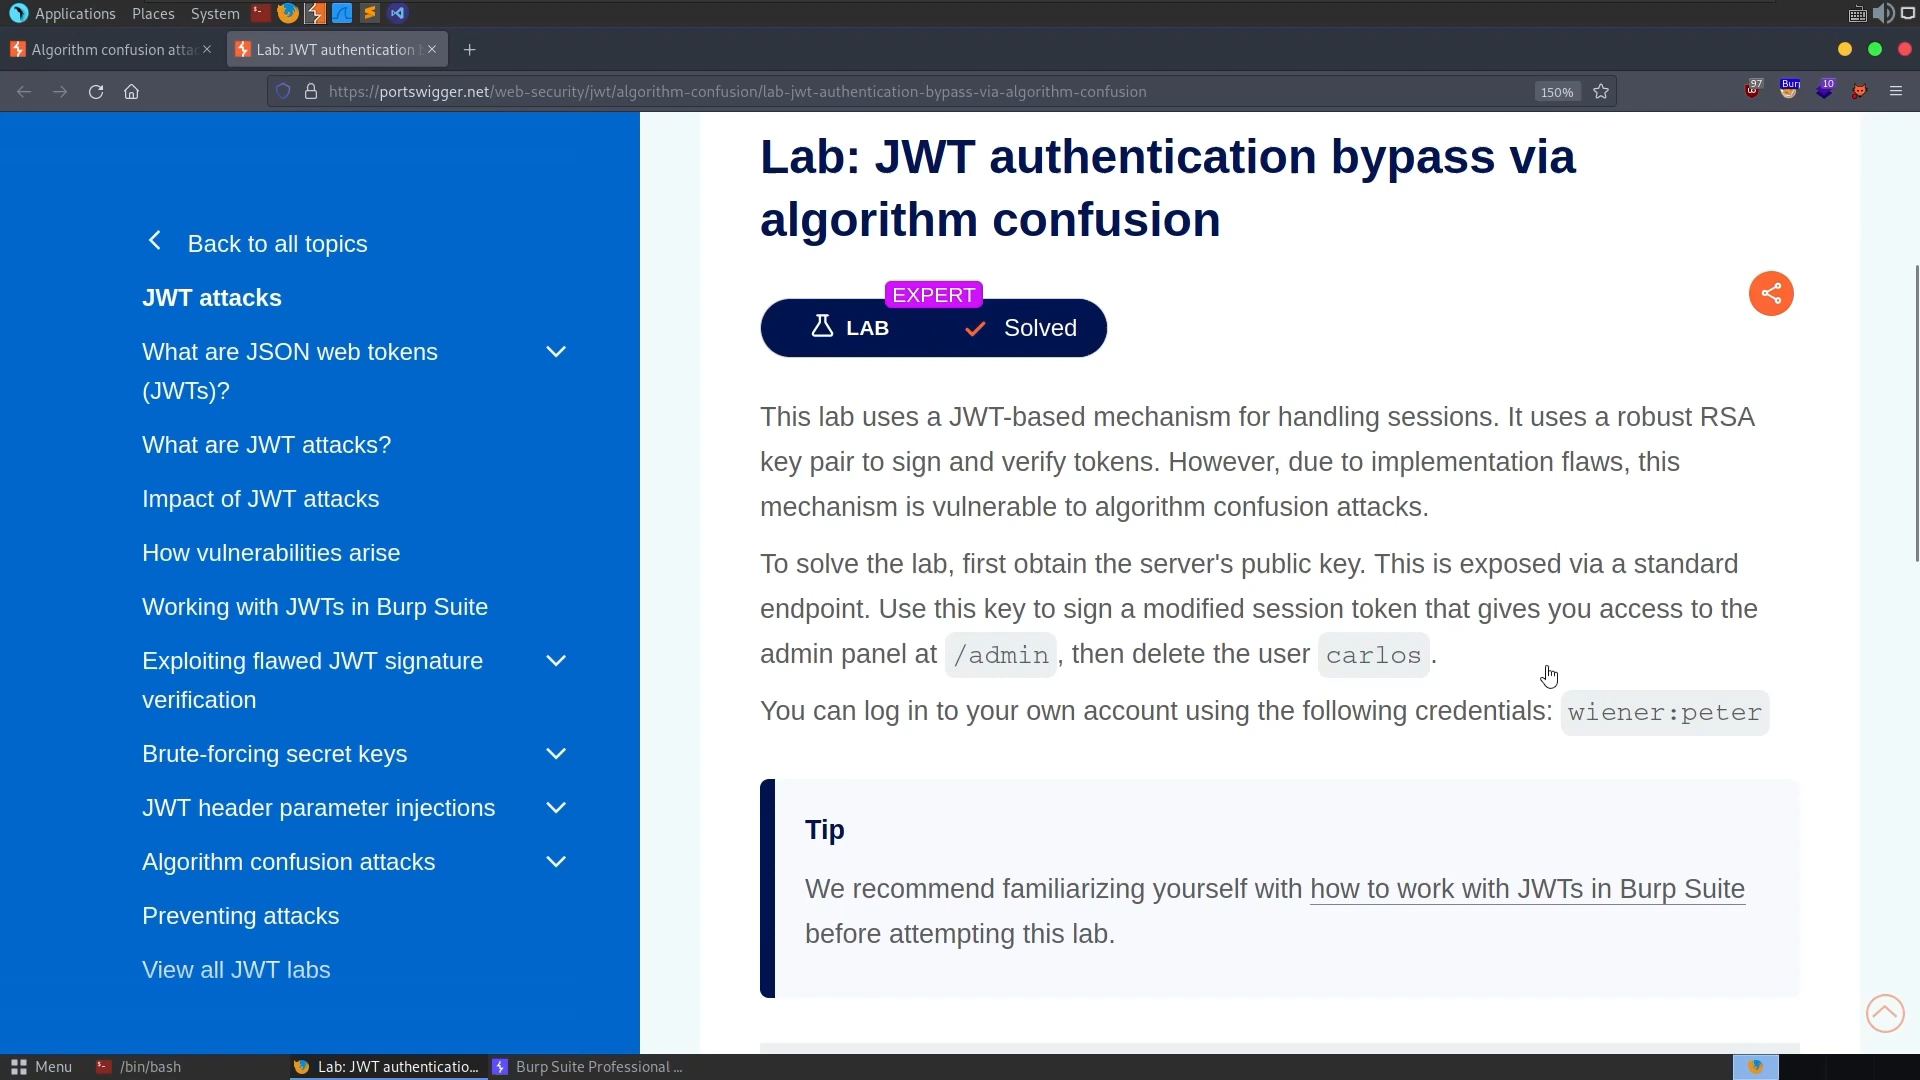 Applications Places System
Algorithm confusion atta
Lab: JWT authentication
https://portswigger.net/web-security/jwt/algorithm-confusion/lab-jwt-authentication-bypass-via-algorithm-confusion
150%
97
Bur
10
Back to all topics
JWT attacks
What are JSON web tokens
(JWTs)?
What are JWT attacks?
Impact of JWT attacks
How vulnerabilities arise
Working with JWTs in Burp Suite
Exploiting flawed JWT signature
verification
Brute-forcing secret keys
JWT header parameter injections
Algorithm confusion attacks
Preventing attacks
View all JWT labs
Lab: JWT authentication bypass via
algorithm confusion
EXPERT
LAB Solved
This lab uses a JWT-based mechanism for handling sessions. It uses a robust RSA
key pair to sign and verify tokens. However, due to implementation flaws, this
mechanism is vulnerable to algorithm confusion attacks.
To solve the lab, first obtain the server's public key. This is exposed via a standard
endpoint. Use this key to sign a modified session token that gives you access to the
admin panel at /admin, then delete the user carlos.
You can log in to your own account using the following credentials: wiener:peter
Tip
We recommend familiarizing yourself with how to work with JWTs in Burp Suite
before attempting this lab.
Menu
/bin/bash
Lab: JWT authenticatio...
Burp Suite Professional ...